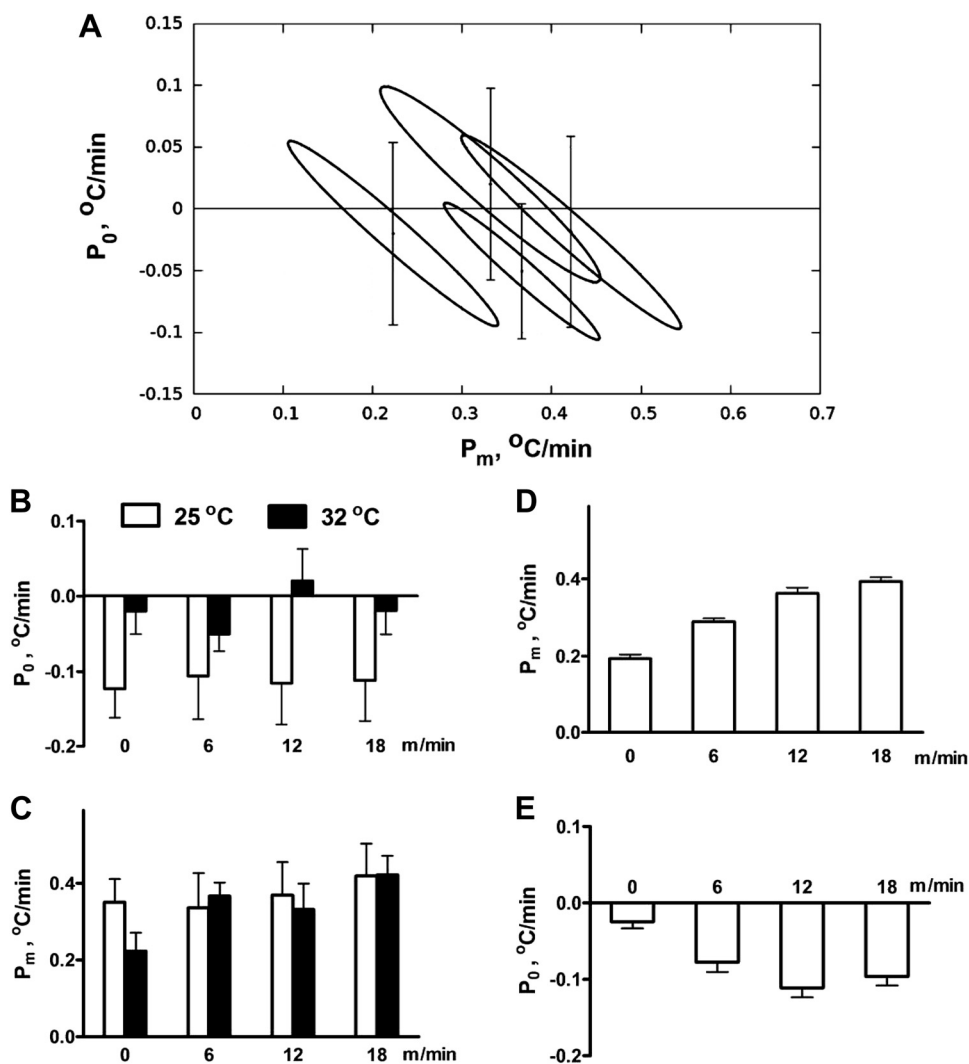 A
0.15
0.1
0.05
0
-0.05
-0.1
-0.15
P0, oC/min
0 0.1 0.2 0.3 0.4 0.5 0.6 0.7
Pm, oC/min
B
25 oC 32 oC
0.1
0.0
-0.1
-0.2
P0, oC/min
0 6 12 18 m/min
C
0.4
0.2
0.0
Pm, oC/min
0 6 12 18 m/min
D
0.4
0.2
0.0
Pm, oC/min
0 6 12 18 m/min
E
0.1
0.0
-0.1
-0.2
P0, oC/min
0 6 12 18 m/min